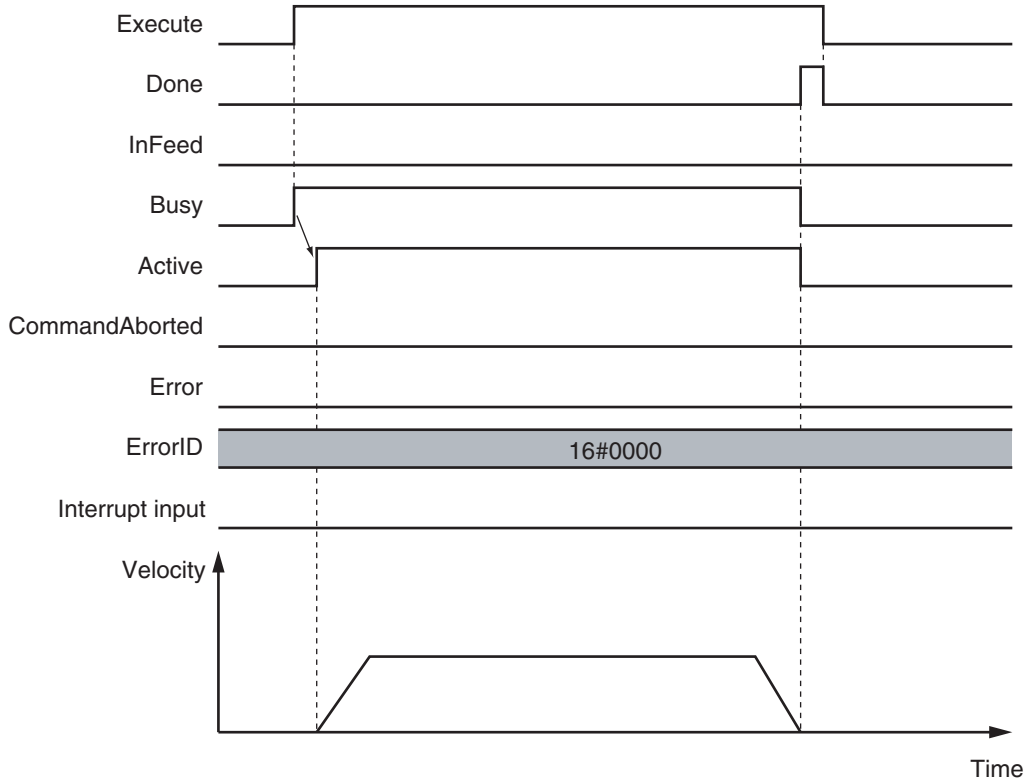 Execute
Done
InFeed
Busy
Active
CommandAborted
Error
ErrorID
16#0000
Interrupt input
Velocity
Time